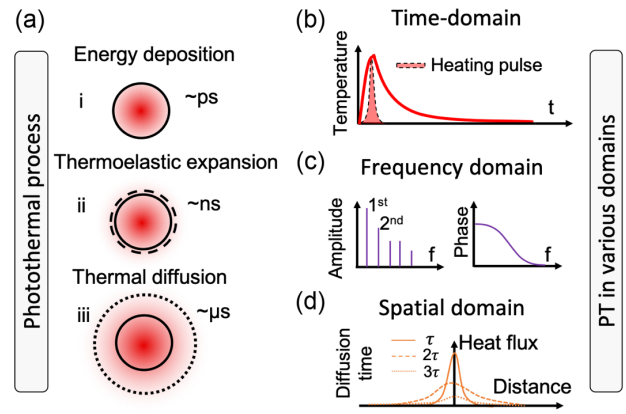 (a)
Photothermal process
Energy deposition
i
~ps
Thermoelastic expansion
ii
~ns
Thermal diffusion
iii
~μs
(b)
Time-domain
Temperature
Heating pulse
t
(c)
Frequency domain
Amplitude
1st
2nd
f
Phase
f
(d)
Spatial domain
Diffusion
time
τ
2τ
3τ
Heat flux
Distance
PT in various domains